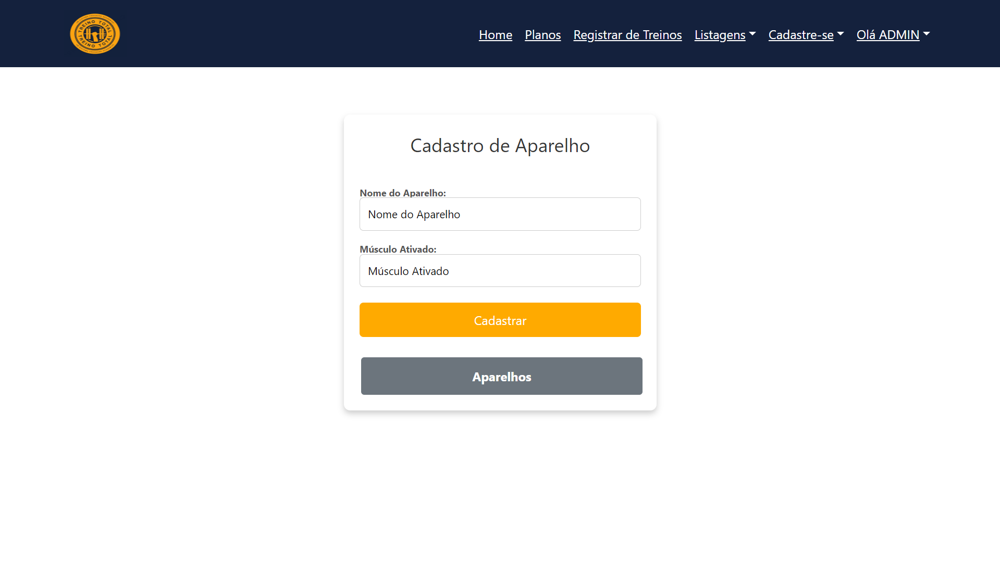 TREINO TOTAL
TREINO TOTAL
Home
Planos
Registrar de Treinos
Listagens
Cadastre-se
Olá ADMIN
Cadastro de Aparelho
Nome do Aparelho:
Nome do Aparelho
Músculo Ativado:
Músculo Ativado
Cadastrar
Aparelhos